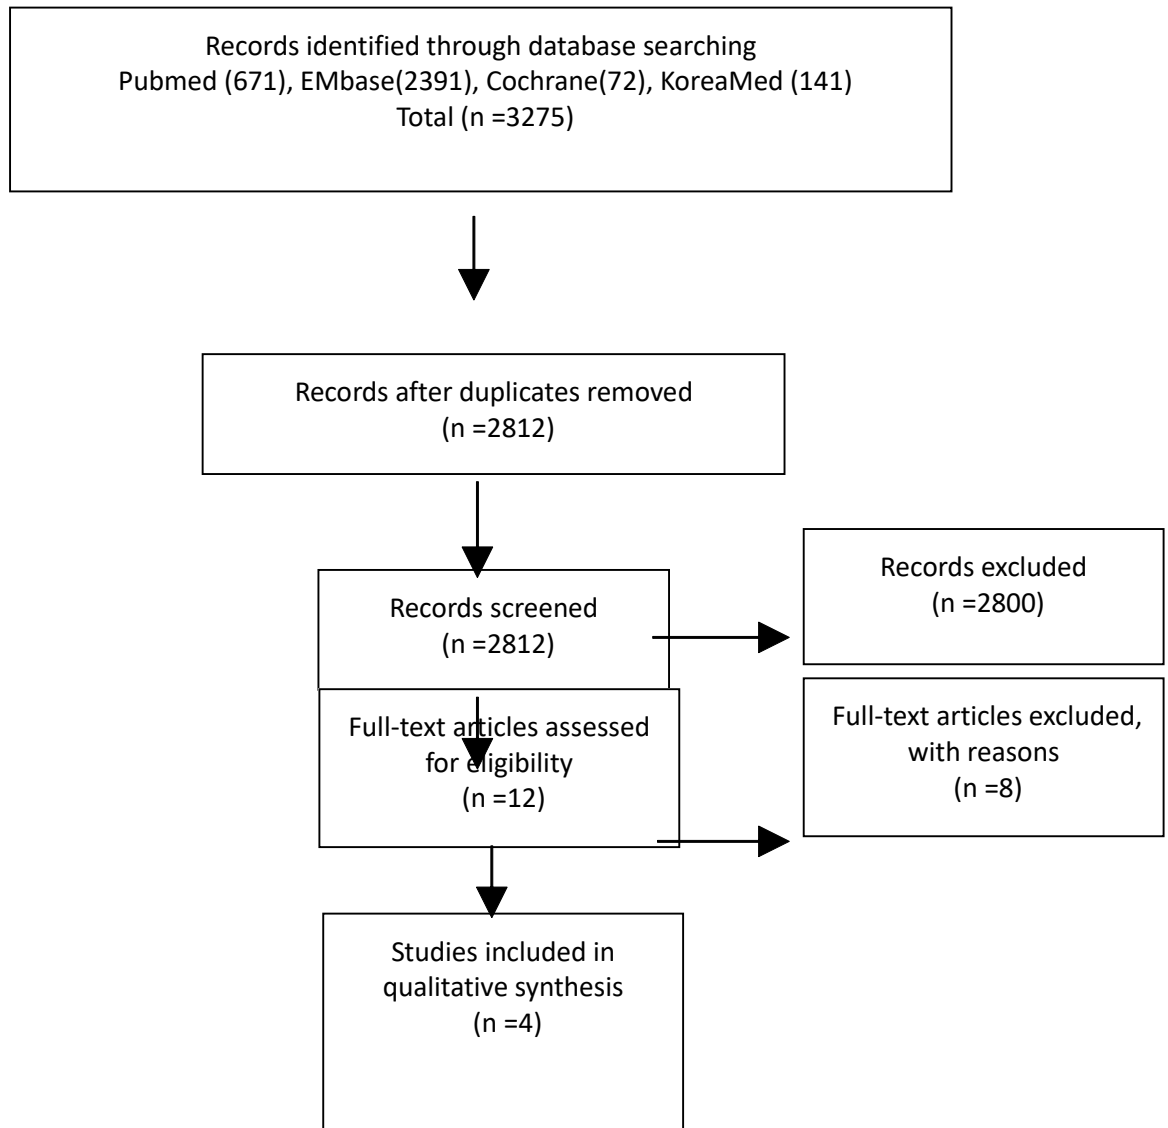 Records identified through database searching
Pubmed (671), EMbase(2391), Cochrane(72), KoreaMed (141)
Total (n =3275)
Records after duplicates removed
(n =2812)
Records screened
(n =2812)
Records excluded
(n =2800)
Full-text articles assessed
for eligibility
(n =12)
Full-text articles excluded,
with reasons
(n =8)
Studies included in
qualitative synthesis
(n =4)